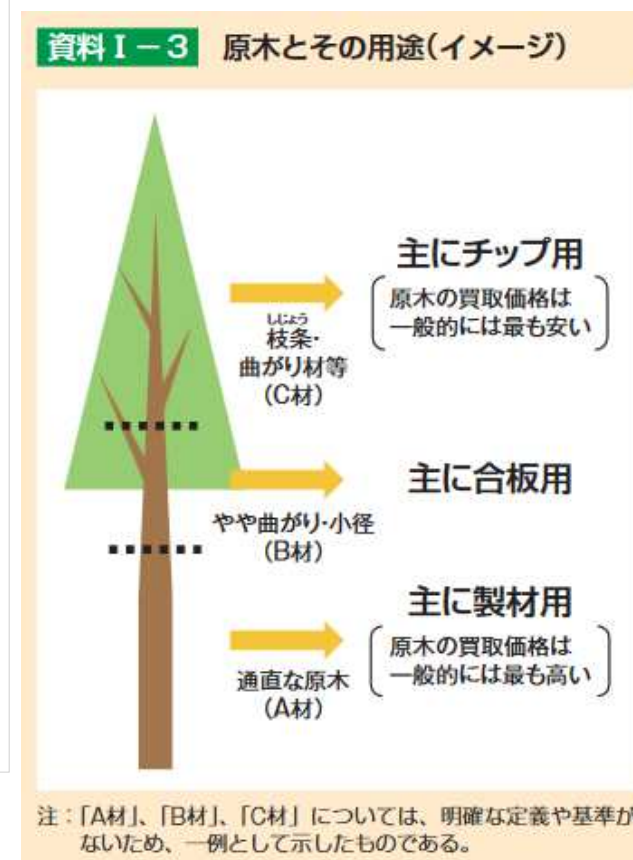 資料Ⅰ－3 原木とその用途(イメージ)
主にチップ用
原木の買取価格は
一般的には最も安い
しじょう
枝条・
曲がり材等
(C材)
主に合板用
やや曲がり・小径
(B材)
主に製材用
原木の買取価格は
一般的には最も高い
通直な原木
(A材)
注：「A材」、「B材」、「C材」については、明確な定義や基準が
ないため、一例として示したものである。